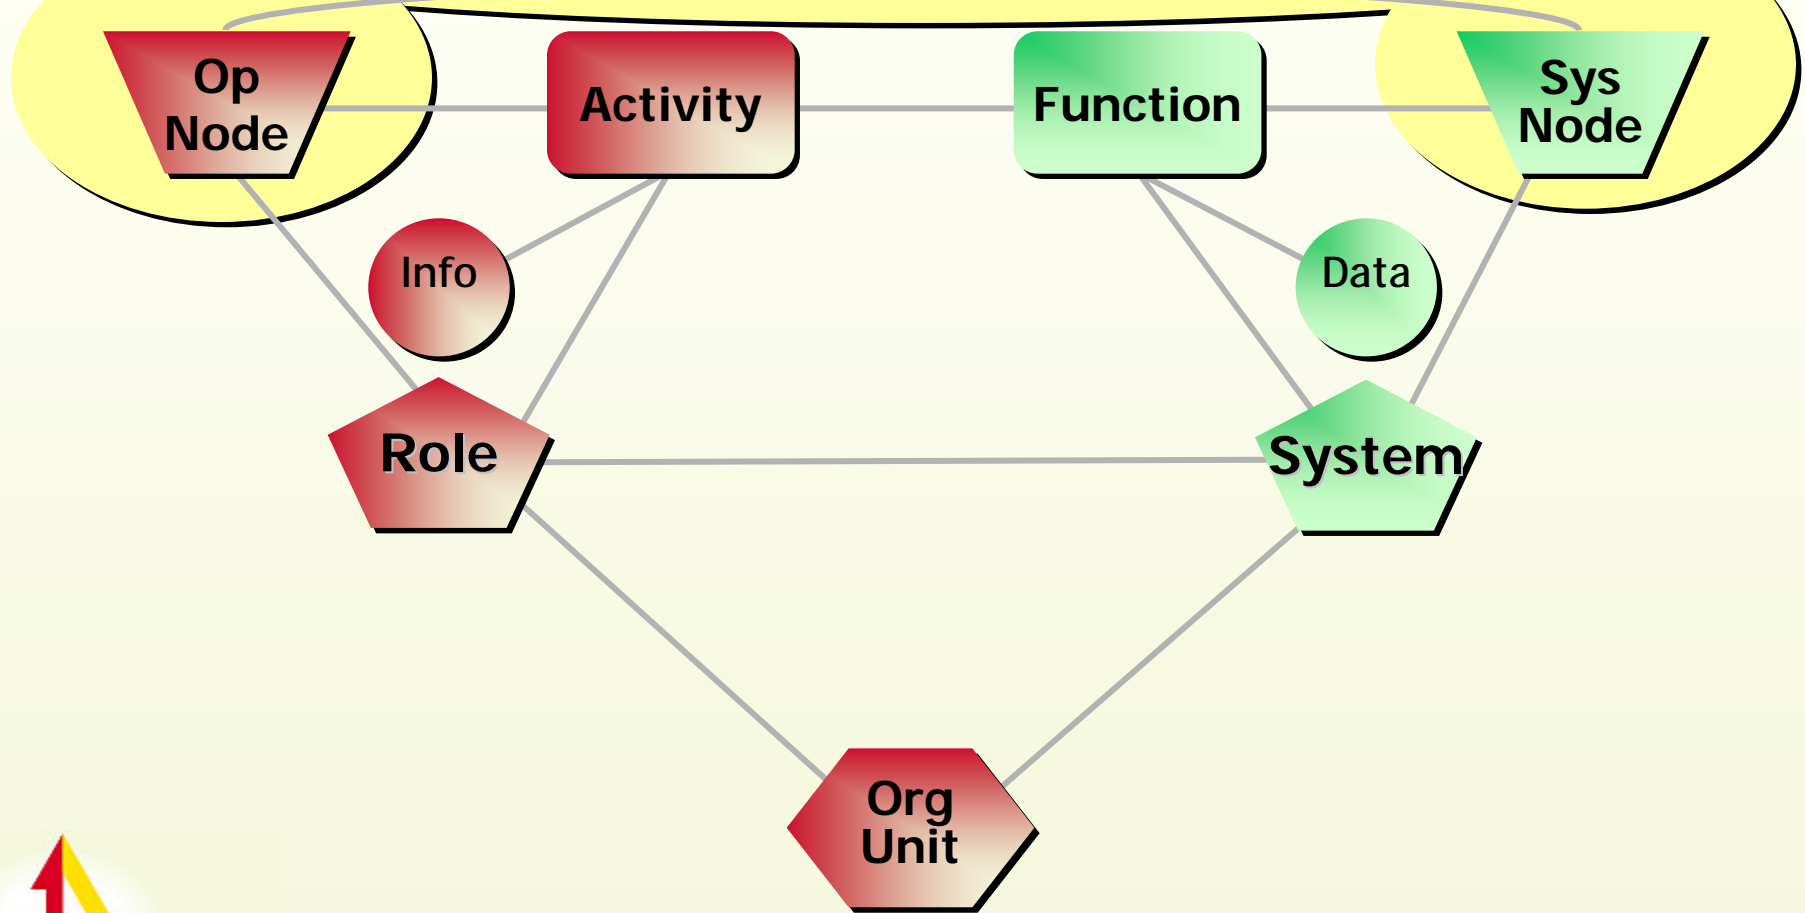 Op
Node
Activity
Function
Sys
Node
Info
Data
Role
System
Org
Unit